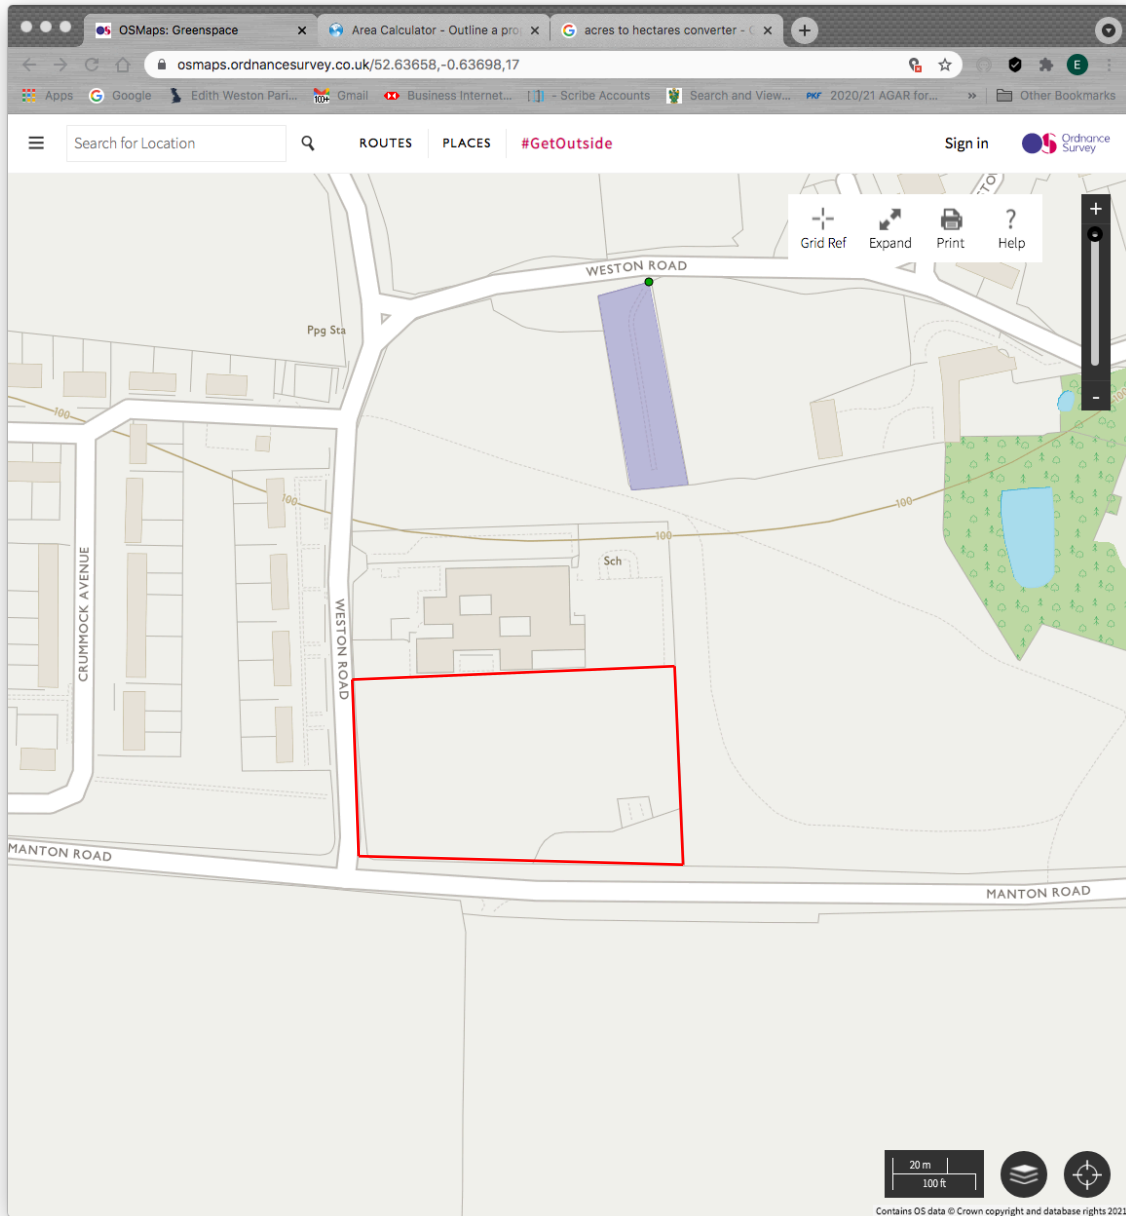 OSMaps: Greenspace
Area Calculator - Outline a pro
acres to hectares converter -
osmaps.ordnancesurvey.co.uk/52.63658,-0.63698,17
E
Apps
Google
Edith Weston Pari...
100+
Gmail
Business Internet...
- Scribe Accounts
Search and View...
PKF
2020/21 AGAR for...
»
Other Bookmarks
Search for Location
ROUTES
PLACES
#GetOutside
Sign in
OS
Ordnance
Survey
Grid Ref
Expand
Print
?
Help
+
-
WESTON ROAD
Ppg Sta
100
100
100
100
Sch
CRUMMOCK AVENUE
WESTON ROAD
MANTON ROAD
MANTON ROAD
20 m
100 ft
Contains OS data © Crown copyright and database rights 2021